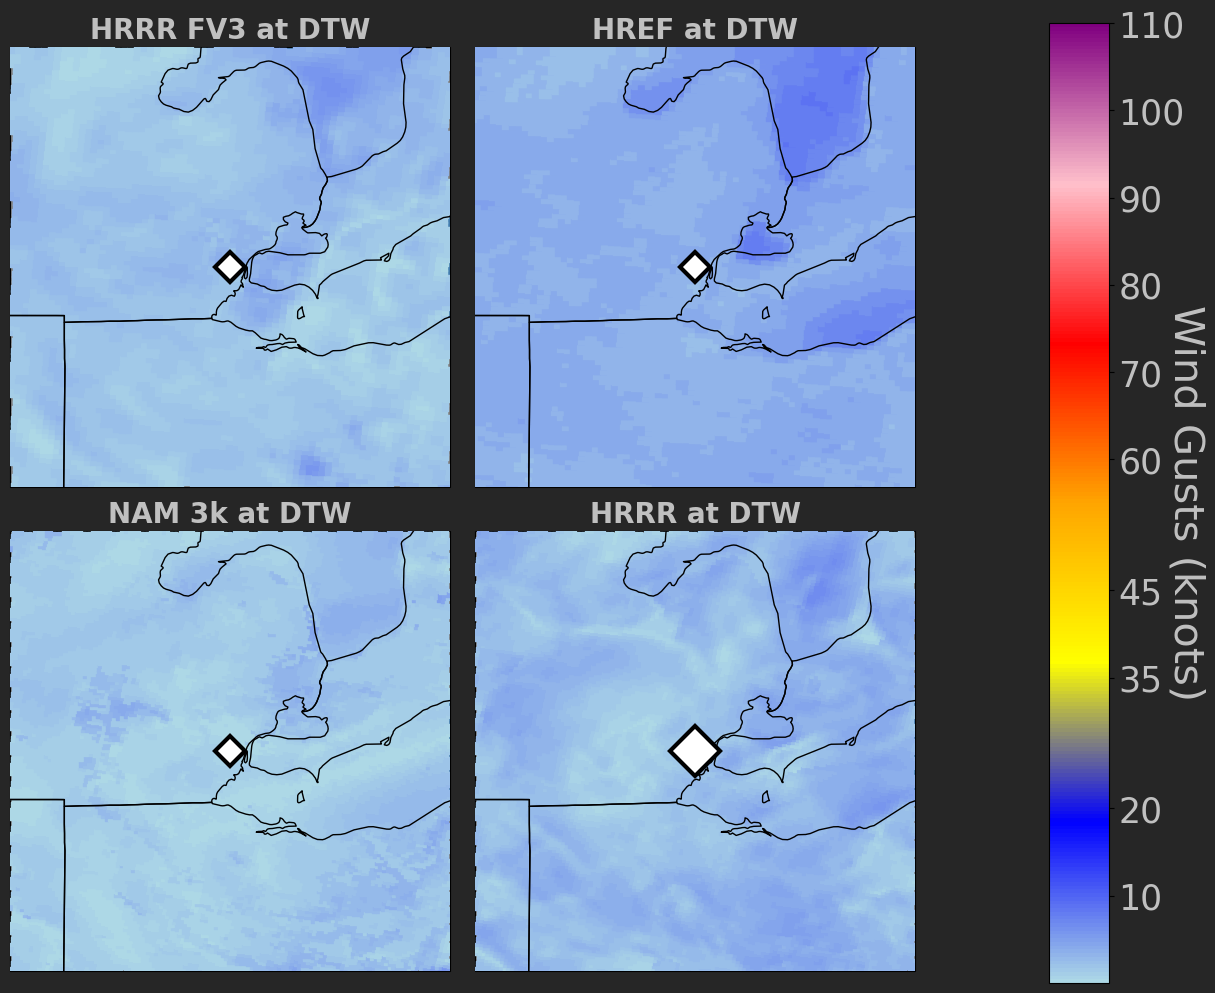 HRRR FV3 at DTW
HREF at DTW
NAM 3k at DTW
HRRR at DTW
110
100
90
80
70
60
45
35
20
10
Wind Gusts (knots)